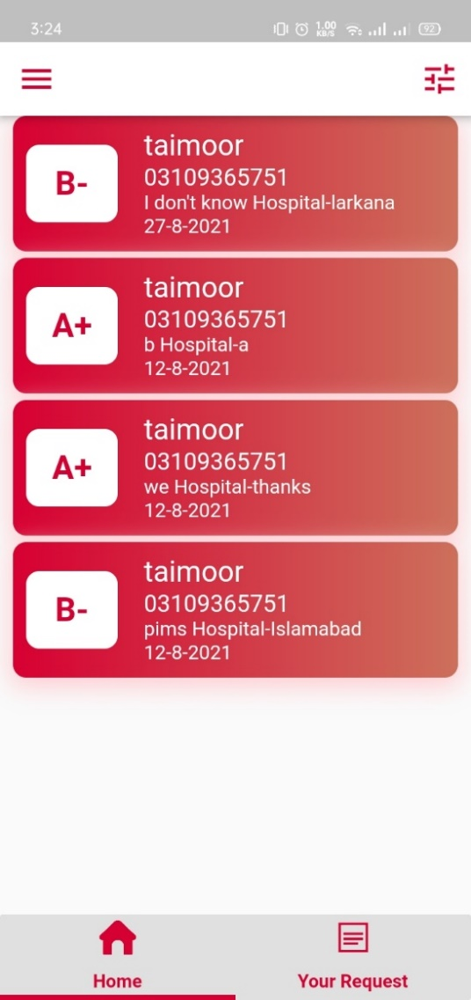 3:24
1.00
KB/S
92
B-
taimoor
03109365751
I don't know Hospital-larkana
27-8-2021
A+
taimoor
03109365751
b Hospital-a
12-8-2021
A+
taimoor
03109365751
we Hospital-thanks
12-8-2021
B-
taimoor
03109365751
pims Hospital-Islamabad
12-8-2021
Home
Your Request